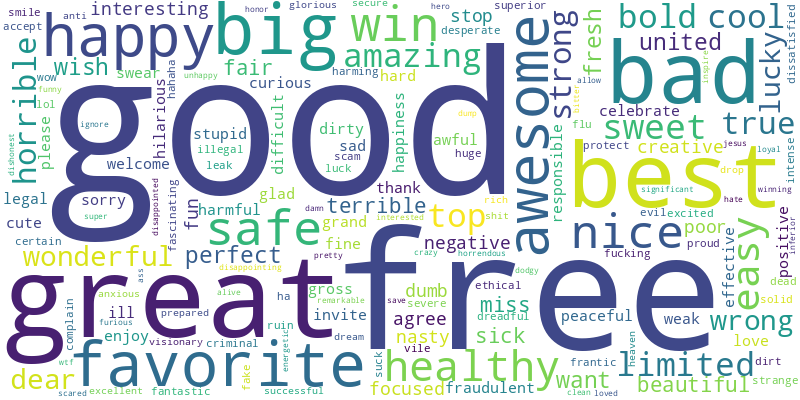 good
free
great
bad
best
big
happy
favorite
awesome
safe
nice
healthy
win
amazing
top
sweet
true
limited
easy
horrible
wonderful
perfect
terrible
strong
bold
cool
lucky
fresh
united
celebrate
creative
responsible
poor
proud
positive
effective
wrong
love
dirt
beautiful
strange
want
fraudulent
focused
sick
miss
dumb
severe
nasty
agree
vile
suck
dear
enjoy
ill
complain
invite
gross
fine
grand
negative
thank
glad
fun
harmful
sorry
welcome
cute
legal
certain
please
lol
wow
funny
wish
swear
fair
curious
hilarious
hahaha
interesting
smile
accept
anti
honor
glorious
secure
hero
superior
stop
desperate
hard
harming
unhappy
happiness
difficult
dirty
sad
scam
luck
stupid
illegal
leak
ignore
awful
huge
dump
rich
shit
damn
interested
pretty
crazy
horrendous
dodgy
ethical
dreadful
peaceful
weak
save
remarkable
alive
disappointing
prepared
ha
ruin
dream
criminal
visionary
energetic
fake
successful
fantastic
excellent
scared
wtf
furious
anxious
ass
super
disappointed
fascinating
dishonest
flu
protect
jesus
allow
bitter
inspire
dissatisfied
intense
loyal
drop
significant
hate
winning
evil
excited
fucking
inferior
dead
solid
heaven
frantic
clean
loved